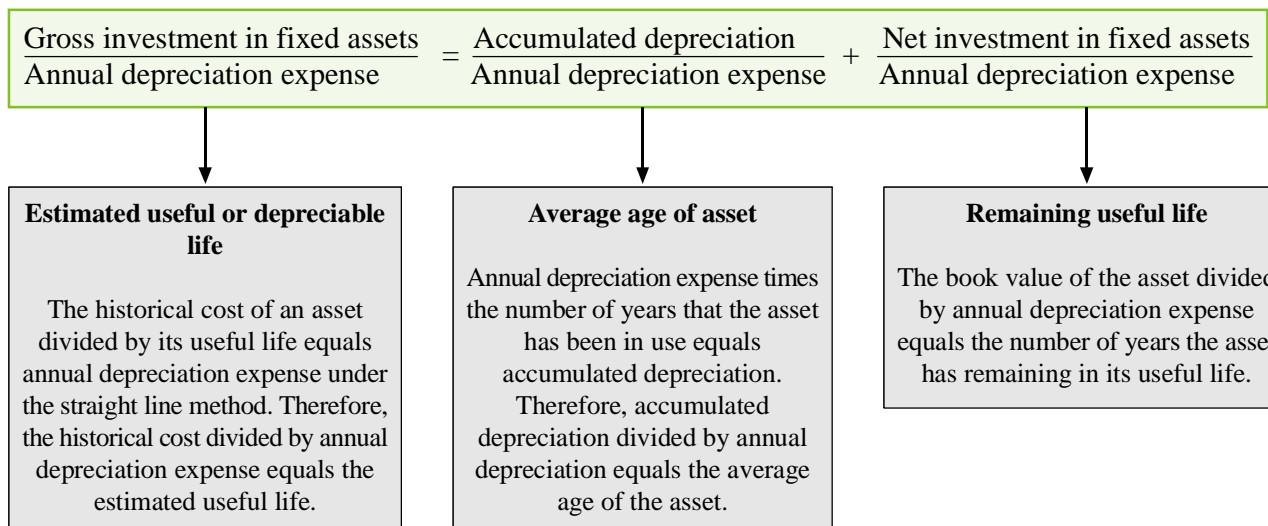 Gross investment in fixed assets = Accumulated depreciation + Net investment in fixed assets
Annual depreciation expense Annual depreciation expense Annual depreciation expense
Estimated useful or depreciable
life
The historical cost of an asset
divided by its useful life equals
annual depreciation expense under
the straight line method. Therefore,
the historical cost divided by annual
depreciation expense equals the
estimated useful life.
Average age of asset
Annual depreciation expense times
the number of years that the asset
has been in use equals
accumulated depreciation.
Therefore, accumulated
depreciation divided by annual
depreciation equals the average
age of the asset.
Remaining useful life
The book value of the asset divided
by annual depreciation expense
equals the number of years the asse
has remaining in its useful life.